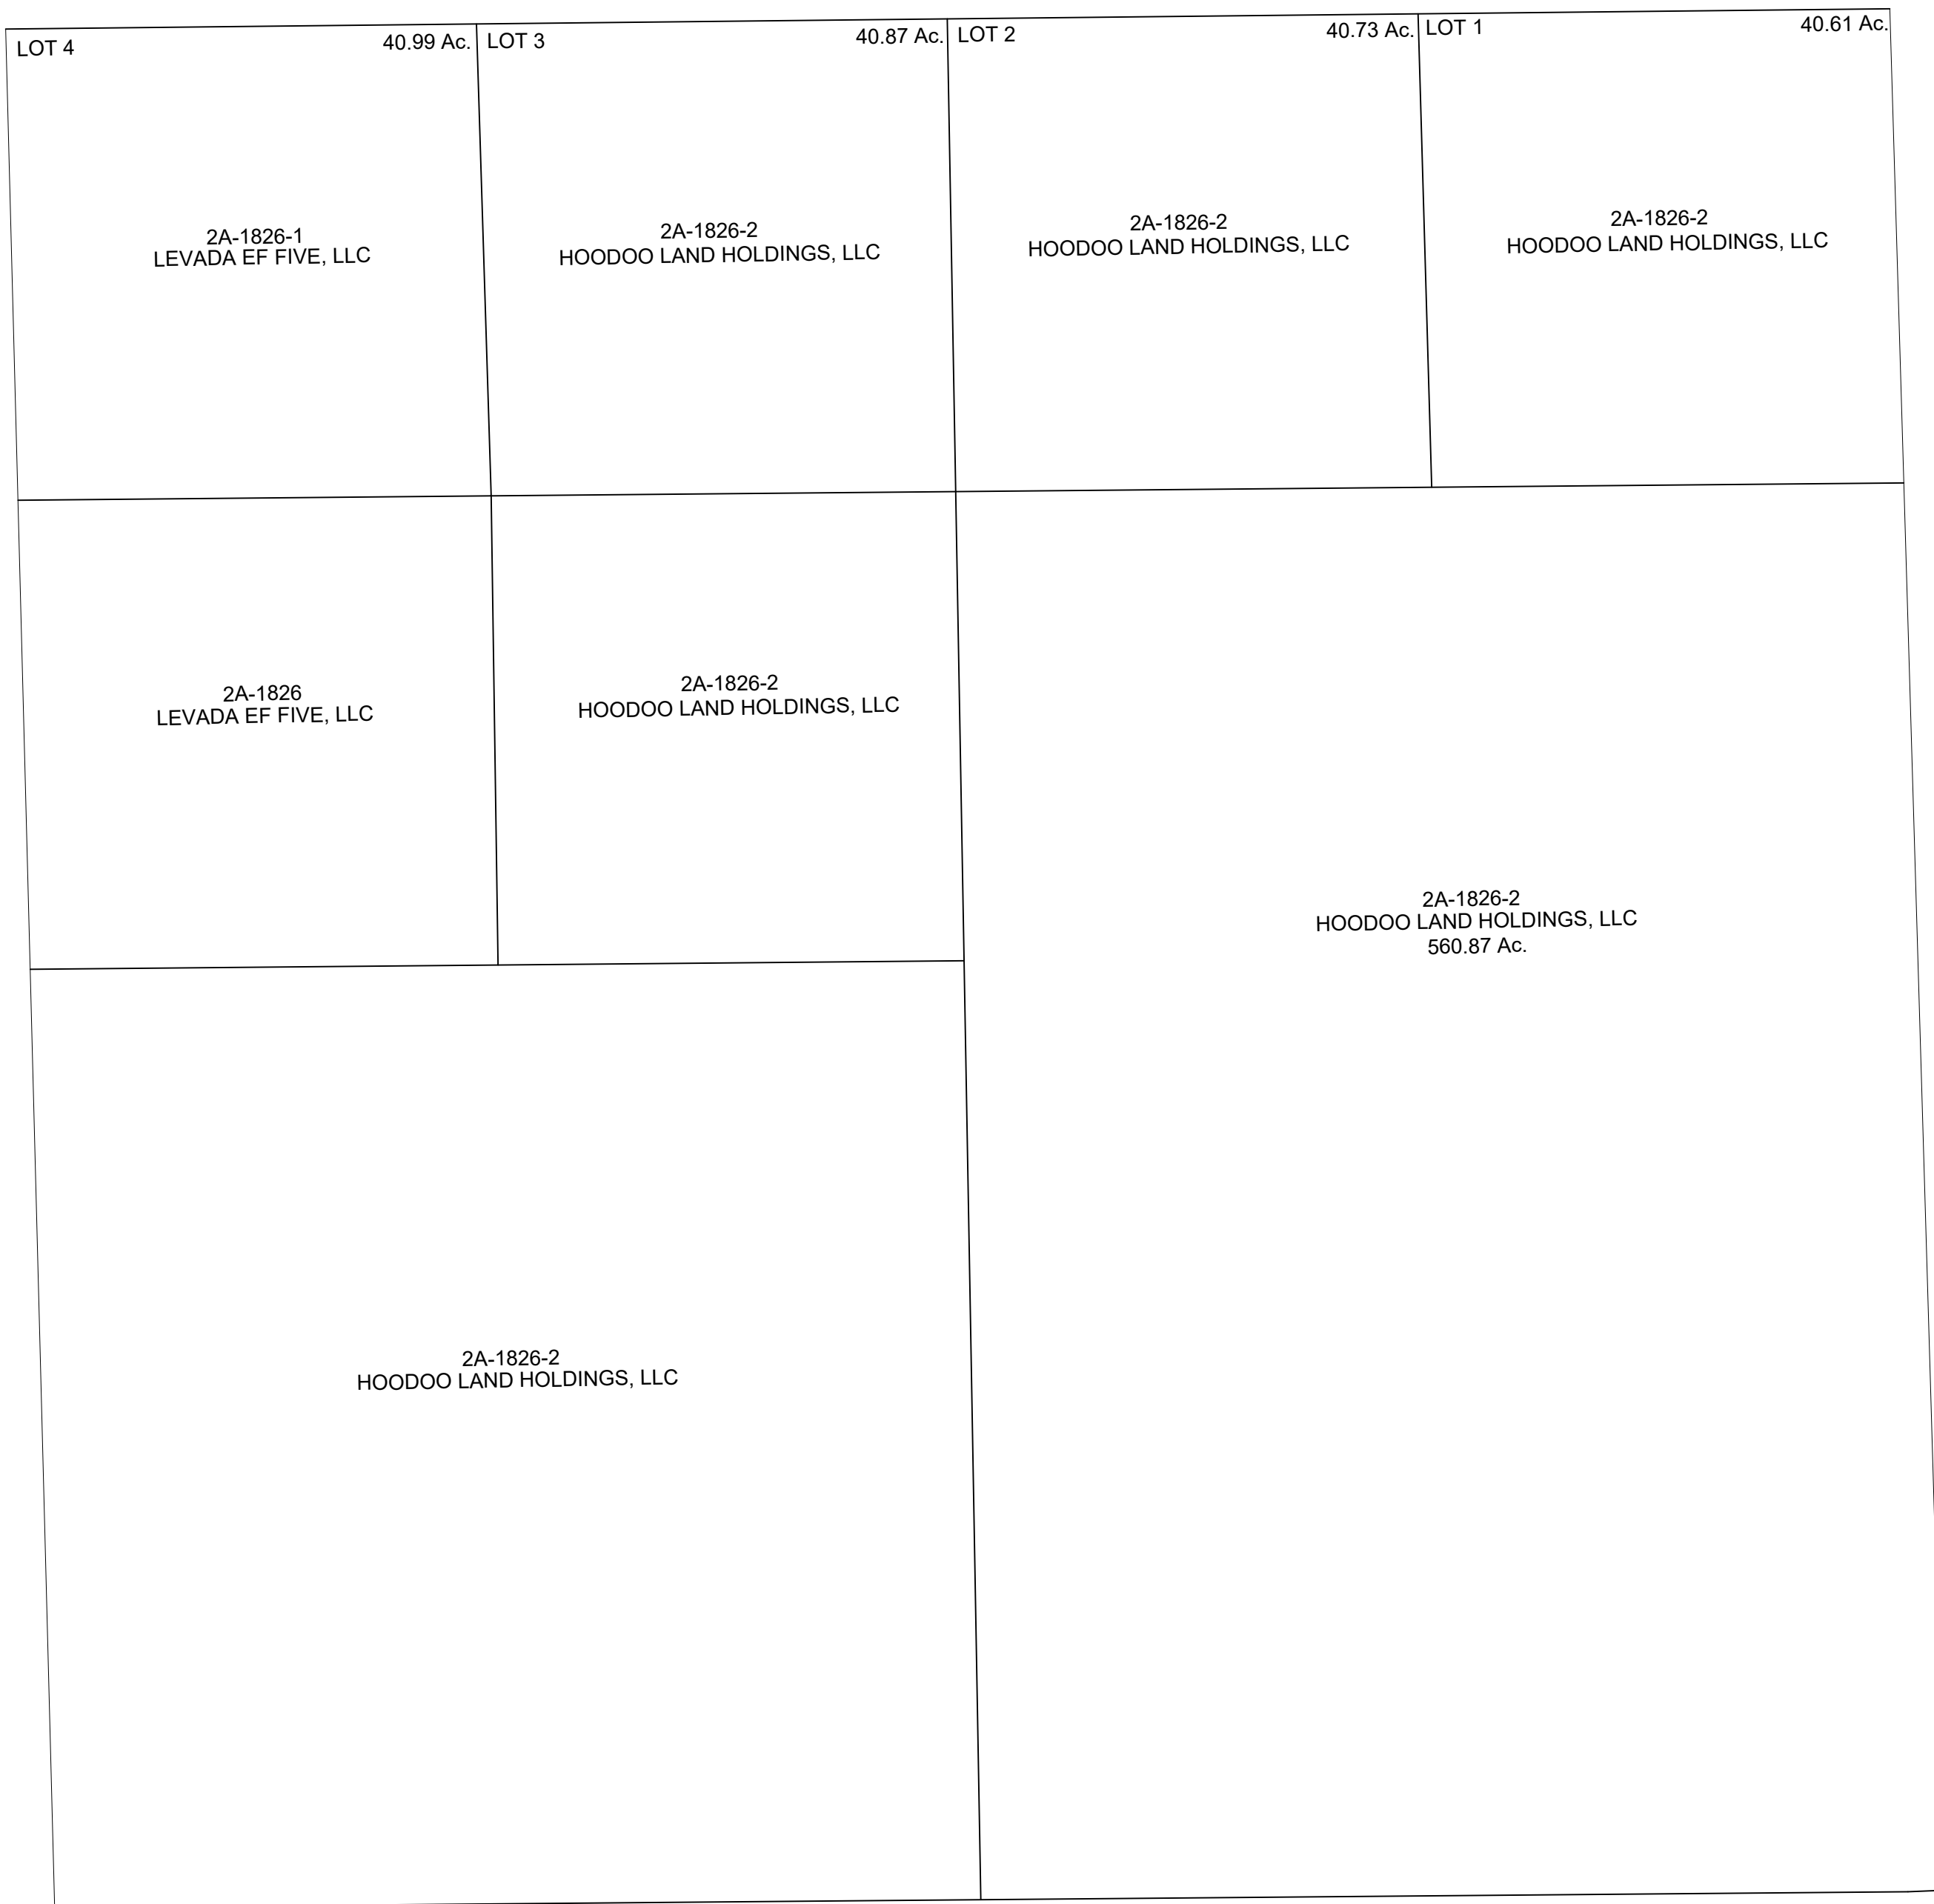 LOT 4 40.99 Ac.
LOT 3 40.87 Ac.
LOT 2 40.73 Ac.
LOT 1 40.61 Ac.
2A-1826-1
LEVADA EF FIVE, LLC
2A-1826-2
HOODOO LAND HOLDINGS, LLC
2A-1826-2
HOODOO LAND HOLDINGS, LLC
2A-1826-2
HOODOO LAND HOLDINGS, LLC
2A-1826
LEVADA EF FIVE, LLC
2A-1826-2
HOODOO LAND HOLDINGS, LLC
2A-1826-2
HOODOO LAND HOLDINGS, LLC
560.87 Ac.
2A-1826-2
HOODOO LAND HOLDINGS, LLC